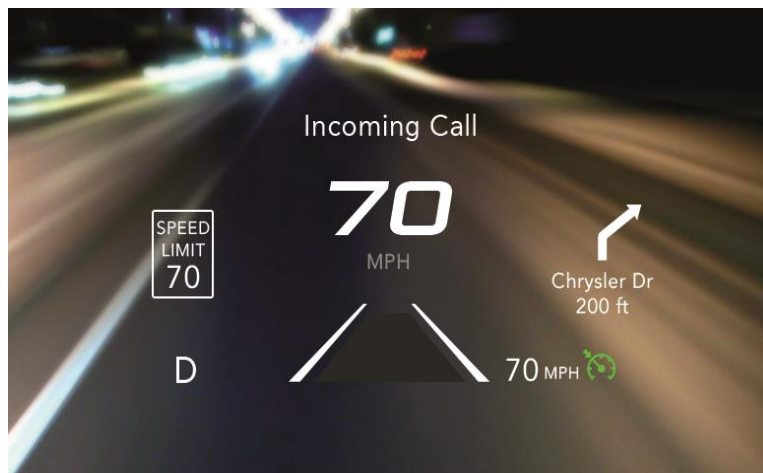 Incoming Call
70
MPH
SPEED
LIMIT
70
Chrysler Dr
200 ft
D
70 MPH